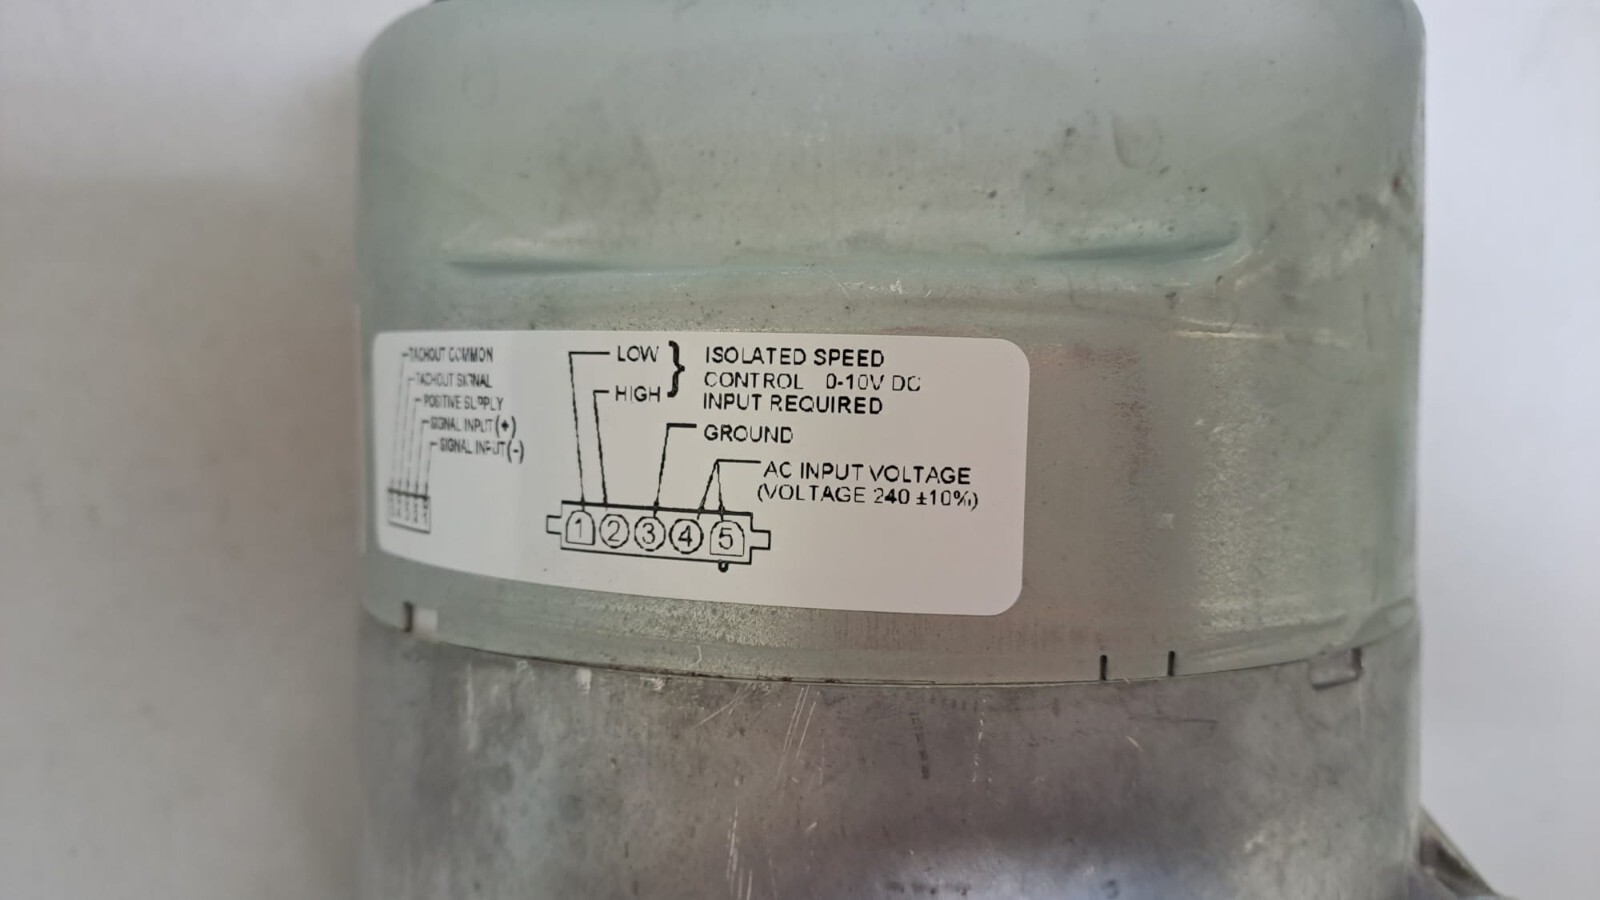 TACHOUT COMMON
TACHOUT SIGNAL
POSITIVE SUPPLY
SIGNAL INPUT(+)
SIGNAL INPUT(-)
LOW
HIGH
ISOLATED SPEED
CONTROL 0-10V DC
INPUT REQUIRED
GROUND
AC INPUT VOLTAGE
(VOLTAGE 240 ±10%)
1 2 3 4 5